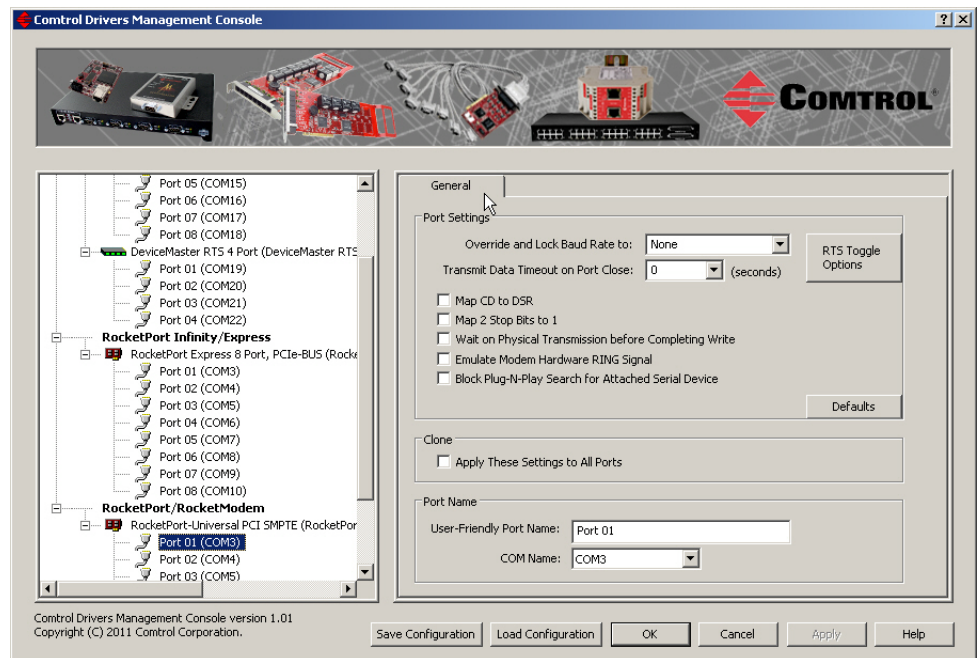 Comtrol Drivers Management Console
COMTROL
Port 05 (COM15)
Port 06 (COM16)
Port 07 (COM17)
Port 08 (COM18)
DeviceMaster RTS 4 Port (DeviceMaster RTS
Port 01 (COM19)
Port 02 (COM20)
Port 03 (COM21)
Port 04 (COM22)
RocketPort Infinity/Express
RocketPort Express 8 Port, PCIe-BUS (Rocke
Port 01 (COM3)
Port 02 (COM4)
Port 03 (COM5)
Port 04 (COM6)
Port 05 (COM7)
Port 06 (COM8)
Port 07 (COM9)
Port 08 (COM10)
RocketPort/RocketModem
RocketPort-Universal PCI SMPTE (RocketPor
Port 01 (COM3)
Port 02 (COM4)
Port 03 (COM5)
General
Port Settings
Override and Lock Baud Rate to: None
Transmit Data Timeout on Port Close: 0 (seconds)
RTS Toggle
Options
Map CD to DSR
Map 2 Stop Bits to 1
Wait on Physical Transmission before Completing Write
Emulate Modem Hardware RING Signal
Block Plug-N-Play Search for Attached Serial Device
Defaults
Clone
Apply These Settings to All Ports
Port Name
User-Friendly Port Name: Port 01
COM Name: COM3
Comtrol Drivers Management Console version 1.01
Copyright (C) 2011 Comtrol Corporation.
Save Configuration Load Configuration OK Cancel Apply Help